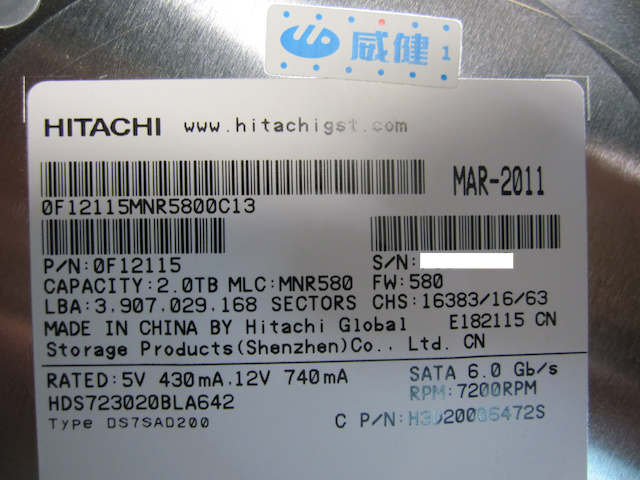 威健 1
HITACHI www.hitachigst.com
MAR-2011
0F12115MNR5800C13
P/N:0F12115 S/N:
CAPACITY:2.0TB MLC:MNR580 FW:580
LBA:3.907.029.168 SECTORS CHS:16383/16/63
MADE IN CHINA BY Hitachi Global E182115 CN
Storage Products(Shenzhen)Co., Ltd. CN
RATED:5V 430mA.12V 740mA SATA 6.0 Gb/s
RPM:7200RPM
HDS723020BLA642
Type DS7SAD200 C P/N: